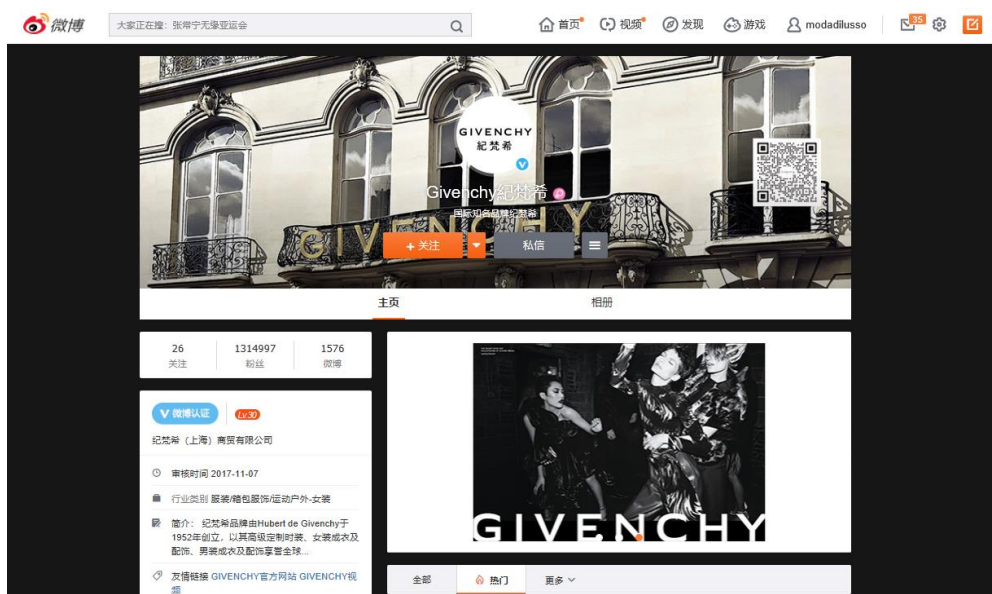 微博
大家正在搜：张常宁无缘亚运会
首页
视频
发现
游戏
modadilusso
35
GIVENCHY
紀梵希
Givenchy紀梵希
国际知名品牌纪梵希
GIVENCHY
+关注
私信
主页
相册
26
关注
1314997
粉丝
1576
微博
V 微博认证
Lv.30
纪梵希（上海）商贸有限公司
审核时间 2017-11-07
行业类别 服装/箱包服饰/运动户外-女装
简介： 纪梵希品牌由Hubert de Givenchy于
1952年创立，以其高级定制时装、女装成衣及
配饰、男装成衣及配饰享誉全球...
友情链接 GIVENCHY官方网站 GIVENCHY视
频
GIVENCHY
全部
热门
更多